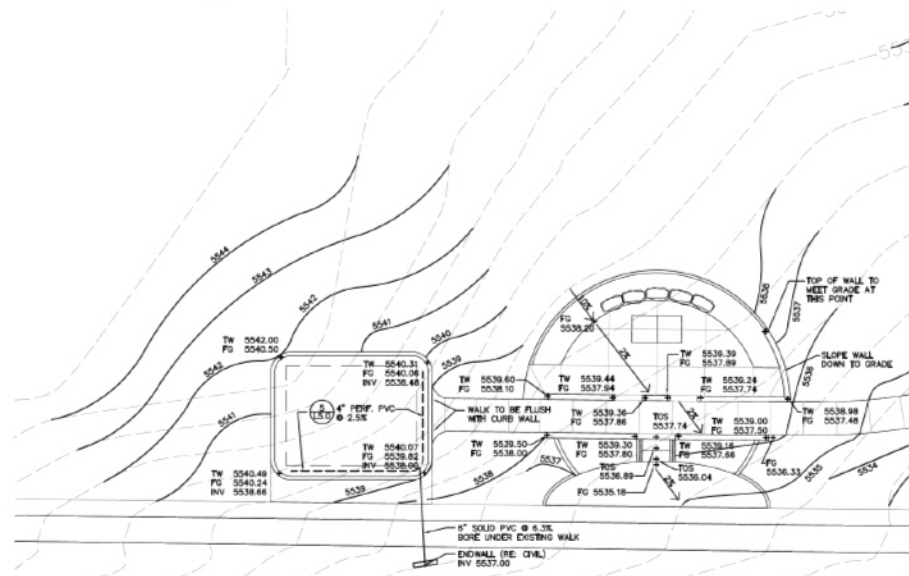 5544
5543
5542
5541
5540
5539
5542
5541
5539
5538
5537
TW 5542.00
FG 5540.50
TW 5540.31
FG 5540.06
INV 5538.48
5
L5.0
4" PERF. PVC
@ 2.5%
TW 5540.07
FG 5539.82
INV 5538.00
TW 5540.49
FG 5540.24
INV 5538.66
WALK TO BE FLUSH
WITH CURB WALL
6" SOLID PVC @ 6.3%
BORE UNDER EXISTING WALK
ENDWALL (RE: CIVIL)
INV 5537.00
FG
5538.20
2%
TW 5539.60
FG 5538.10
TW 5539.44
FG 5537.94
TW 5539.39
FG 5537.89
TW 5539.24
FG 5537.74
TW 5539.36
FG 5537.86
TOS
5537.74
2%
TW 5539.00
FG 5537.50
TW 5538.98
FG 5537.48
TW 5539.50
FG 5538.00
TW 5539.30
FG 5537.80
TW 5539.16
FG 5537.66
TOS
5536.89
TOS
5536.04
FG 5535.18
2%
FG
5536.33
5535
5534
5537
TOP OF WALL TO
MEET GRADE AT
THIS POINT
SLOPE WALL
DOWN TO GRADE